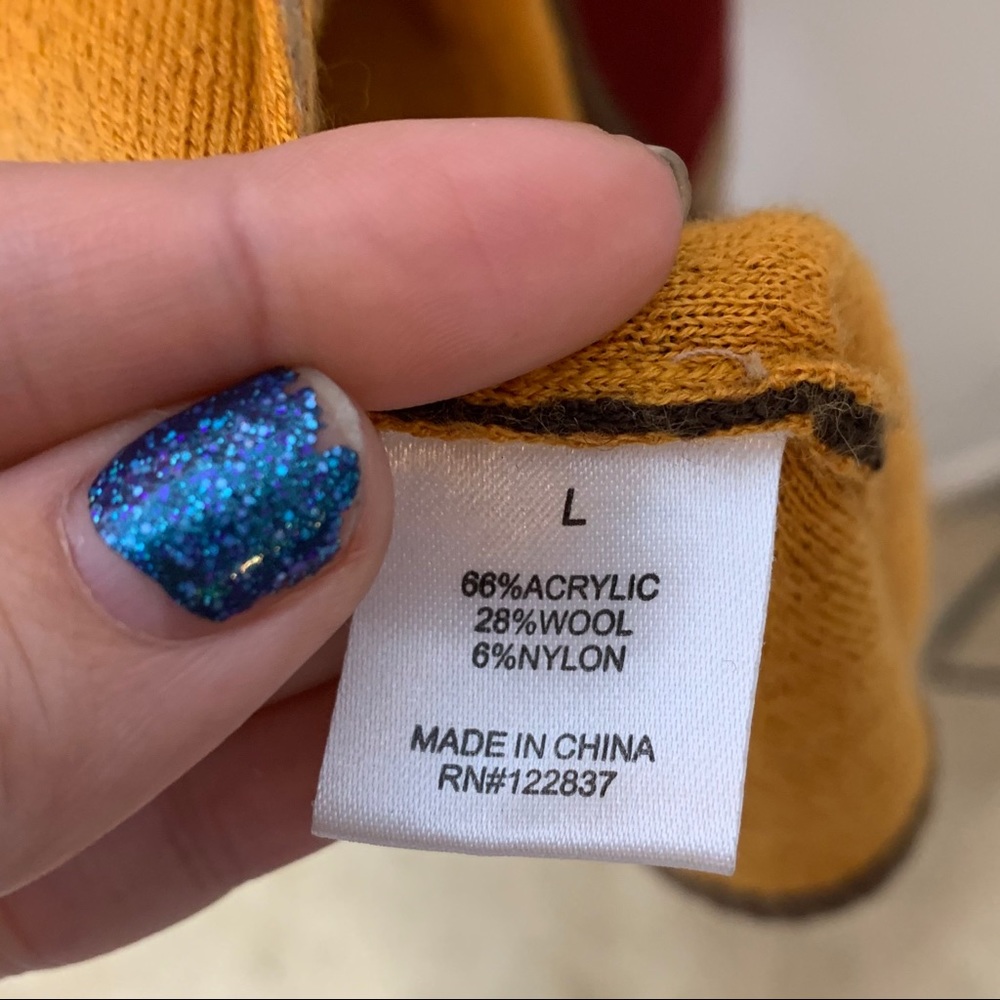 L
66%ACRYLIC
28%WOOL
6%NYLON
MADE IN CHINA
RN#122837